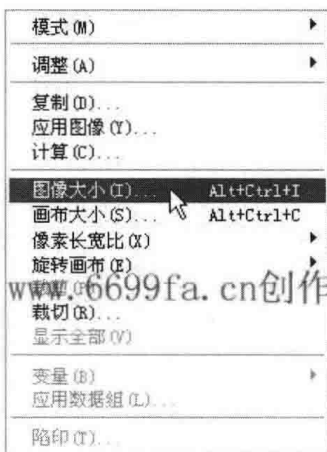 模式(M)
调整(A)
复制(D)...
应用图像(Y)...
计算(C)...
图像大小(I)... Alt+Ctrl+I
画布大小(S)... Alt+Ctrl+C
像素长宽比(X)
旋转画布(E)
www.6699fa.cn创作
裁切(R)...
显示全部(V)
变量(B)
应用数据组(L)...
陷印(T)...